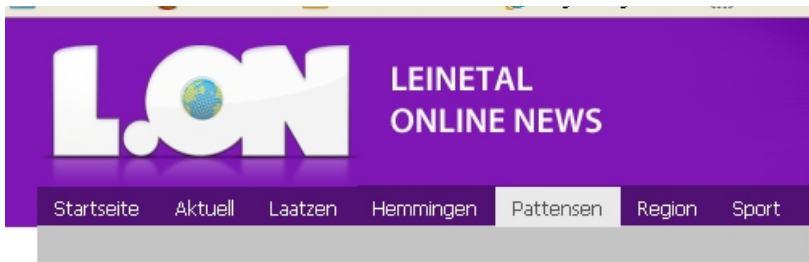 L.ON
LEINETAL
ONLINE NEWS
Startseite Aktuell Laatzen Hemmingen Pattensen Region Sport